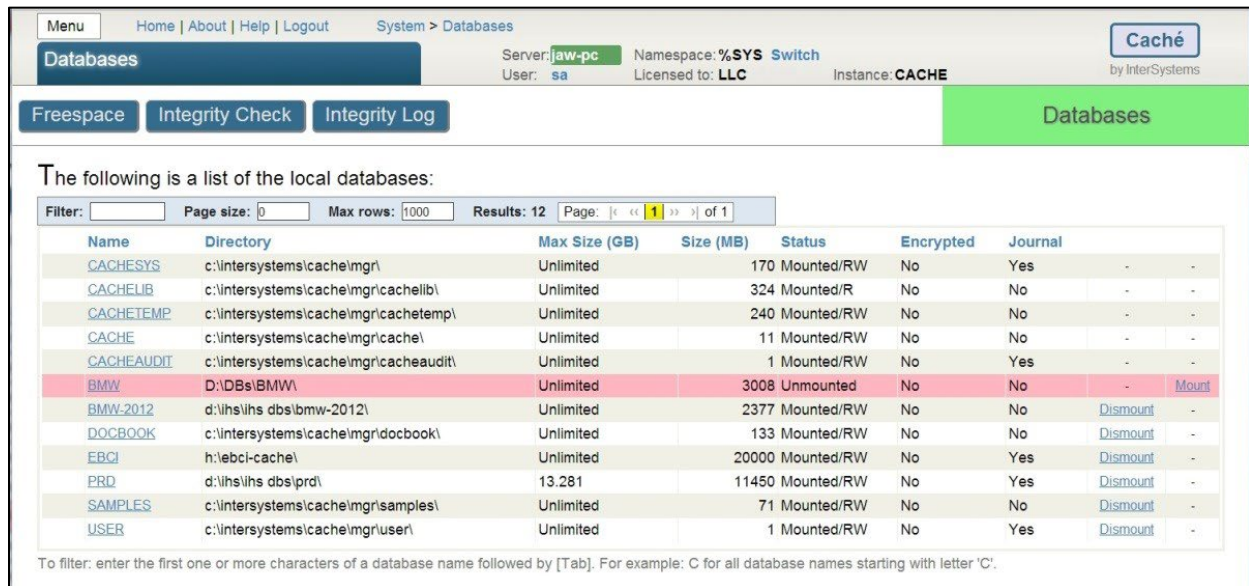 Menu Home | About | Help | Logout System > Databases
Databases
Server: jaw-pc Namespace: %SYS Switch
User: sa Licensed to: LLC Instance: CACHE
Caché
by InterSystems
Freespace Integrity Check Integrity Log
Databases
The following is a list of the local databases:
Filter: Page size: 0 Max rows: 1000 Results: 12 Page: |‹ ‹‹ 1 ›› ›| of 1
Name Directory Max Size (GB) Size (MB) Status Encrypted Journal
CACHESYS c:\intersystems\cache\mgr\ Unlimited 170 Mounted/RW No Yes - -
CACHELIB c:\intersystems\cache\mgr\cachelib\ Unlimited 324 Mounted/R No No - -
CACHETEMP c:\intersystems\cache\mgr\cachetemp\ Unlimited 240 Mounted/RW No No - -
CACHE c:\intersystems\cache\mgr\cache\ Unlimited 11 Mounted/RW No No - -
CACHEAUDIT c:\intersystems\cache\mgr\cacheaudit\ Unlimited 1 Mounted/RW No Yes - -
BMW D:\DBs\BMW\ Unlimited 3008 Unmounted No No - Mount
BMW-2012 d:\ihs\ihs dbs\bmw-2012\ Unlimited 2377 Mounted/RW No No Dismount -
DOCBOOK c:\intersystems\cache\mgr\docbook\ Unlimited 133 Mounted/RW No No Dismount -
EBCI h:\ebci-cache\ Unlimited 20000 Mounted/RW No Yes Dismount -
PRD d:\ihs\ihs dbs\prd\ 13.281 11450 Mounted/RW No Yes Dismount -
SAMPLES c:\intersystems\cache\mgr\samples\ Unlimited 71 Mounted/RW No No Dismount -
USER c:\intersystems\cache\mgr\user\ Unlimited 1 Mounted/RW No Yes Dismount -
To filter: enter the first one or more characters of a database name followed by [Tab]. For example: C for all database names starting with letter 'C'.